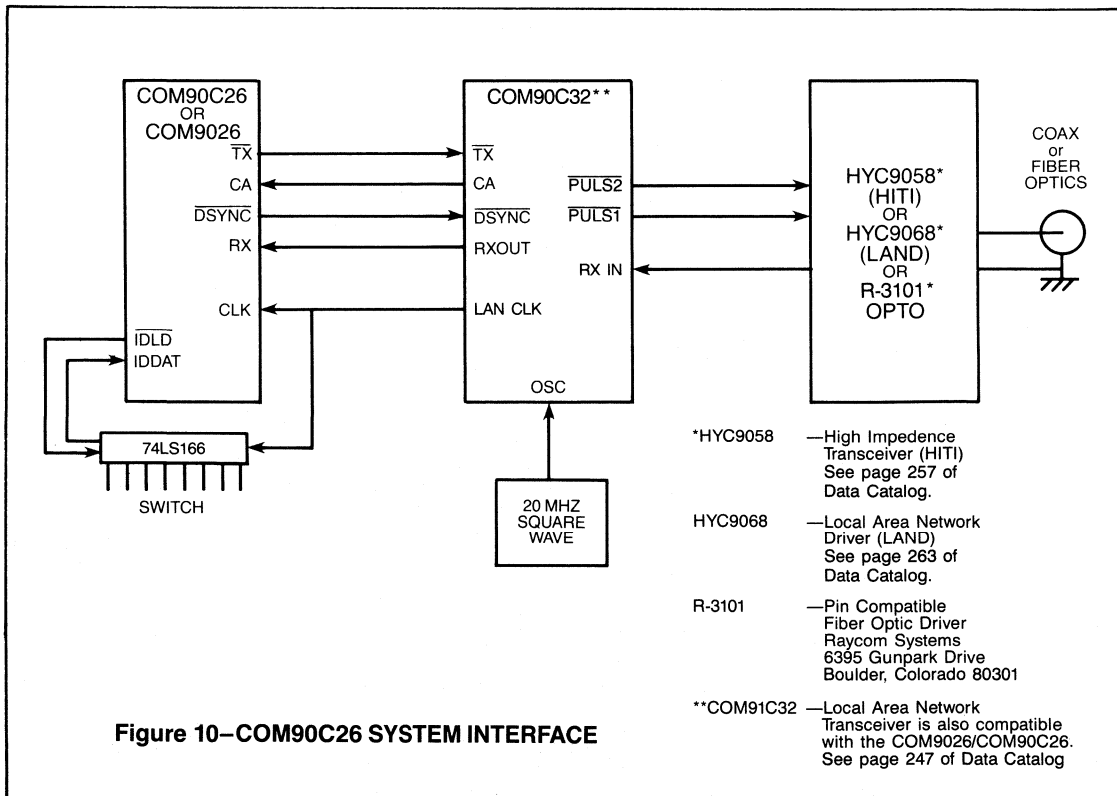 COM90C26
OR
COM9026
TX
CA
DSYNC
RX
CLK
IDLD
IDDAT
74LS166
SWITCH
COM90C32**
TX
CA
DSYNC
RXOUT
LAN CLK
PULS2
PULS1
RX IN
OSC
20 MHZ
SQUARE
WAVE
HYC9058*
(HITI)
OR
HYC9068*
(LAND)
OR
R-3101*
OPTO
COAX
or
FIBER
OPTICS
*HYC9058 —High Impedence
Transceiver (HITI)
See page 257 of
Data Catalog.
HYC9068 —Local Area Network
Driver (LAND)
See page 263 of
Data Catalog.
R-3101 —Pin Compatible
Fiber Optic Driver
Raycom Systems
6395 Gunpark Drive
Boulder, Colorado 80301
**COM91C32 —Local Area Network
Transceiver is also compatible
with the COM9026/COM90C26.
See page 247 of Data Catalog
Figure 10–COM90C26 SYSTEM INTERFACE